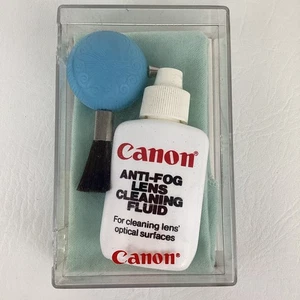 Canon®
ANTI-FOG
LENS
CLEANING
FLUID
For cleaning lens'
optical surfaces
Canon®